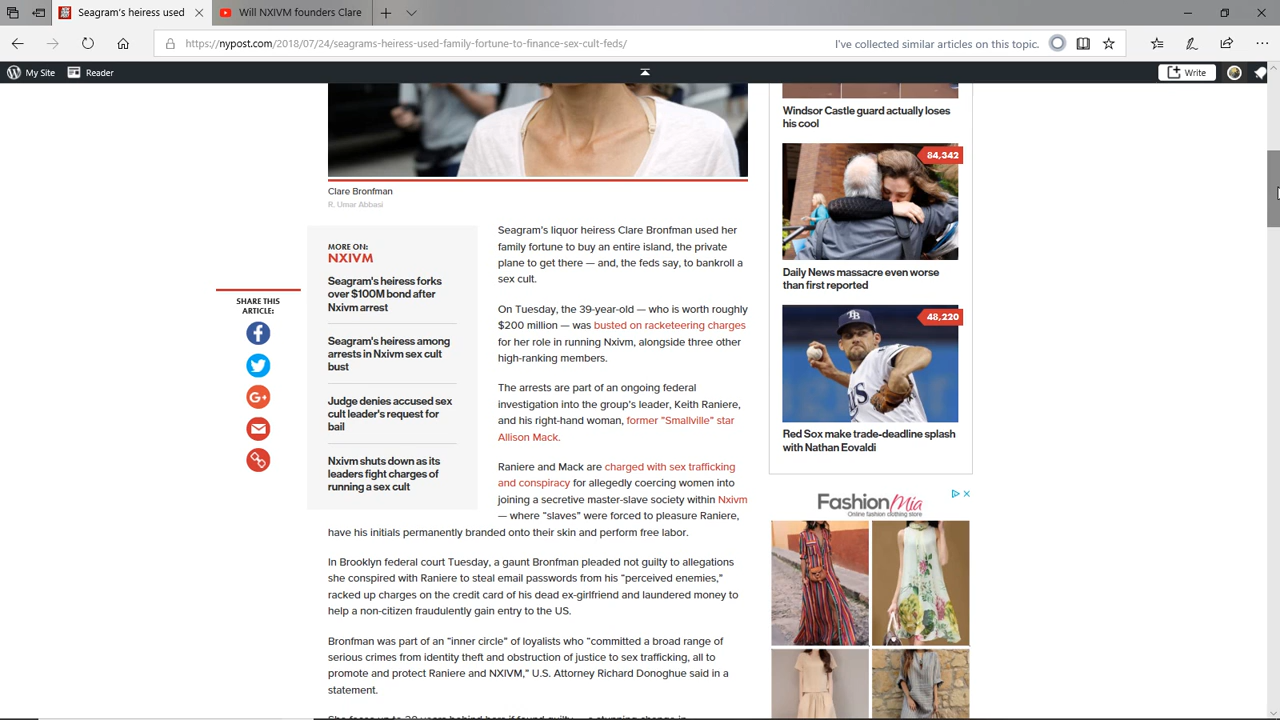 Seagram's heiress used
Will NXIVM founders Clare
https://nypost.com/2018/07/24/seagrams-heiress-used-family-fortune-to-finance-sex-cult-feds/
I've collected similar articles on this topic.
My Site
Reader
Write
Clare Bronfman
R. Umar Abbasi
MORE ON:
NXIVM
Seagram's heiress forks
over $100M bond after
Nxivm arrest
Seagram's heiress among
arrests in Nxivm sex cult
bust
Judge denies accused sex
cult leader's request for
bail
Nxivm shuts down as its
leaders fight charges of
running a sex cult
SHARE THIS
ARTICLE:
Seagram's liquor heiress Clare Bronfman used her
family fortune to buy an entire island, the private
plane to get there — and, the feds say, to bankroll a
sex cult.
On Tuesday, the 39-year-old — who is worth roughly
$200 million — was busted on racketeering charges
for her role in running Nxivm, alongside three other
high-ranking members.
The arrests are part of an ongoing federal
investigation into the group's leader, Keith Raniere,
and his right-hand woman, former "Smallville" star
Allison Mack.
Raniere and Mack are charged with sex trafficking
and conspiracy for allegedly coercing women into
joining a secretive master-slave society within Nxivm
— where "slaves" were forced to pleasure Raniere,
have his initials permanently branded onto their skin and perform free labor.
In Brooklyn federal court Tuesday, a gaunt Bronfman pleaded not guilty to allegations
she conspired with Raniere to steal email passwords from his "perceived enemies,"
racked up charges on the credit card of his dead ex-girlfriend and laundered money to
help a non-citizen fraudulently gain entry to the US.
Bronfman was part of an "inner circle" of loyalists who "committed a broad range of
serious crimes from identity theft and obstruction of justice to sex trafficking, all to
promote and protect Raniere and NXIVM," U.S. Attorney Richard Donoghue said in a
statement.
Windsor Castle guard actually loses
his cool
84,342
Daily News massacre even worse
than first reported
48,220
TB
Red Sox make trade-deadline splash
with Nathan Eovaldi
FashionMia
Online fashion clothing store